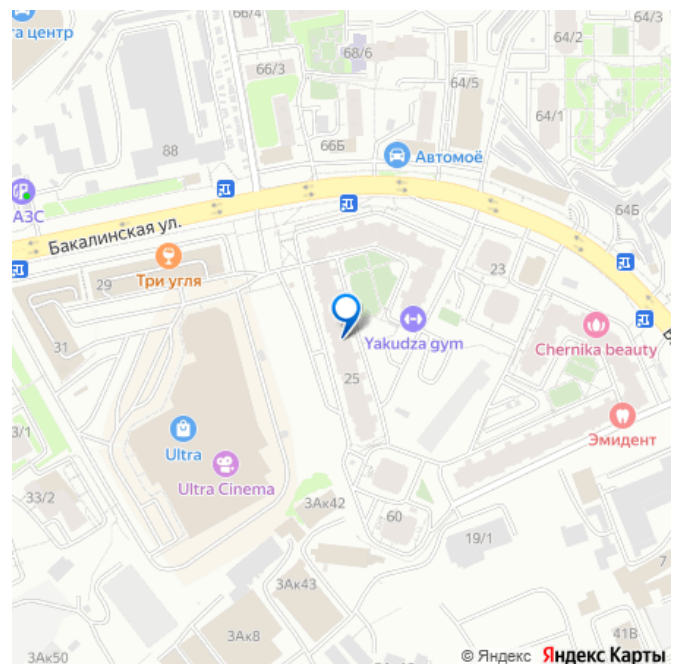 та центр
66/4
64/3
64/2
68/6
66/3
64/5
64/1
66Б
88
Автомоё
АЗС
64Б
Бакалинская ул.
23
29
Три угля
31
Yakudza gym
Chernika beauty
25
3/1
Ultra
Эмидент
Ultra Cinema
33/2
3Ак42
60
19/1
7
3Ак43
3Ак8
41В
3Ак50
© Яндекс Яндекс Карты